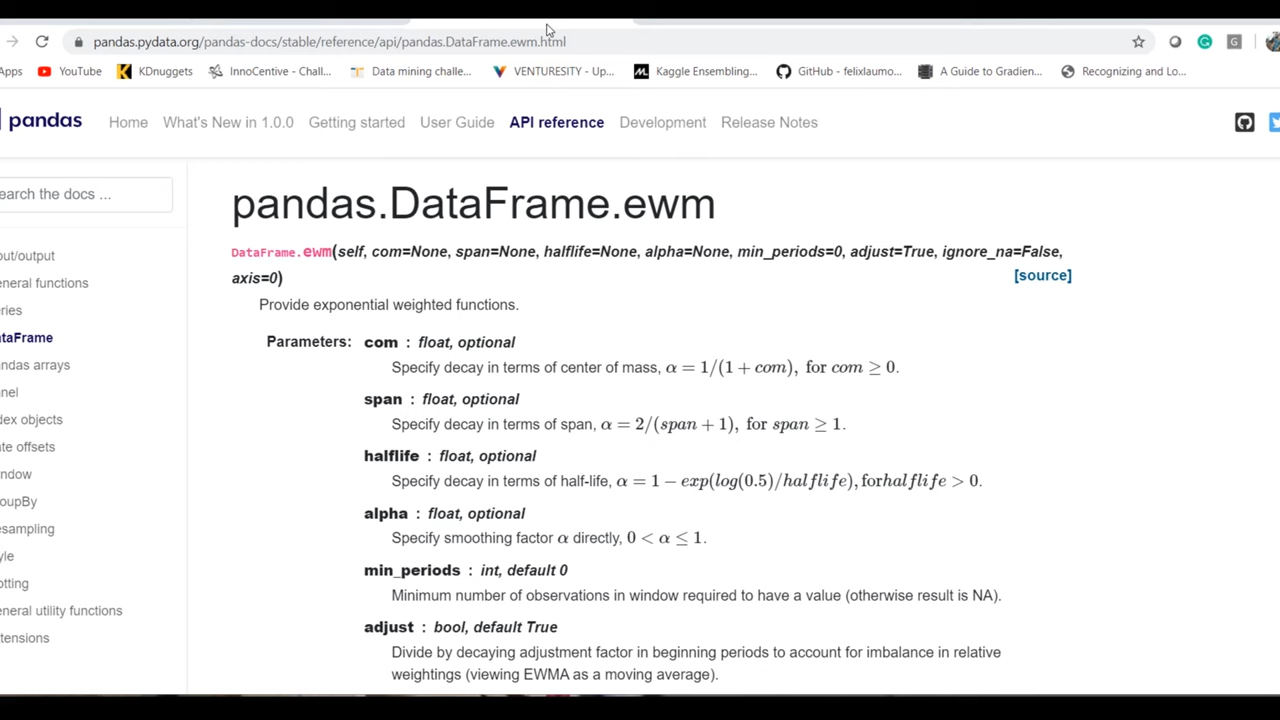 pandas.pydata.org/pandas-docs/stable/reference/api/pandas.DataFrame.ewm.html
Apps YouTube KDnuggets InnoCentive - Chall... Data mining challe... VENTURESITY - Up... Kaggle Ensembling... GitHub - felixlaumo... A Guide to Gradien... Recognizing and Lo...
pandas Home What's New in 1.0.0 Getting started User Guide API reference Development Release Notes
earch the docs ...
put/output
eneral functions
ries
ataFrame
andas arrays
nel
dex objects
ate offsets
ndow
oupBy
esampling
yle
otting
eneral utility functions
tensions
pandas.DataFrame.ewm
DataFrame.ewm(self, com=None, span=None, halflife=None, alpha=None, min_periods=0, adjust=True, ignore_na=False,
axis=0) [source]
Provide exponential weighted functions.
Parameters: com : float, optional
Specify decay in terms of center of mass, α = 1/(1 + com), for com ≥ 0.
span : float, optional
Specify decay in terms of span, α = 2/(span + 1), for span ≥ 1.
halflife : float, optional
Specify decay in terms of half-life, α = 1 − exp(log(0.5)/halflife), forhalflife > 0.
alpha : float, optional
Specify smoothing factor α directly, 0 < α ≤ 1.
min_periods : int, default 0
Minimum number of observations in window required to have a value (otherwise result is NA).
adjust : bool, default True
Divide by decaying adjustment factor in beginning periods to account for imbalance in relative
weightings (viewing EWMA as a moving average).